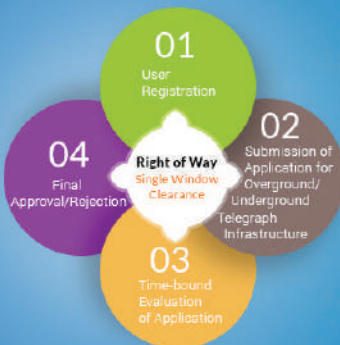 01
User
Registration
02
Submission of
Application for
Overground/
Underground
Telegraph
Infrastructure
03
Time-bound
Evaluation
of Application
04
Final
Approval/Rejection
Right of Way
Single Window
Clearance